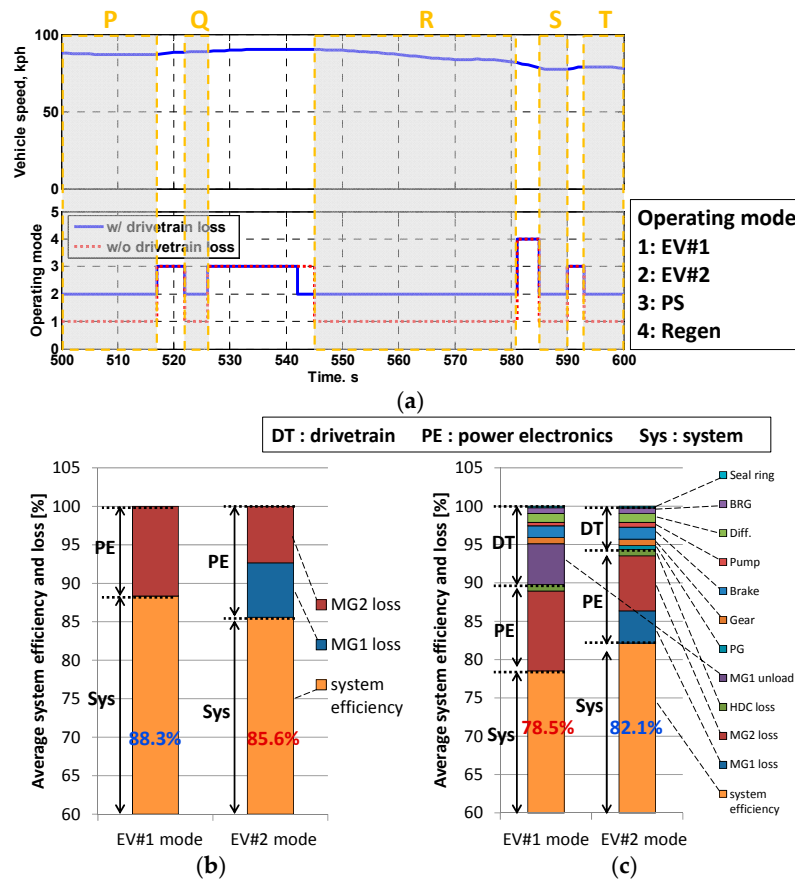 P Q R S T
Vehicle speed, kph
100
50
0
Operating mode
5
4
3
2
1
0
w/ drivetrain loss
w/o drivetrain loss
500 510 520 530 540 550 560 570 580 590 600
Time. s
Operating mode
1: EV#1
2: EV#2
3: PS
4: Regen
(a)
DT : drivetrain PE : power electronics Sys : system
Average system efficiency and loss [%]
105
100
95
90
85
80
75
70
65
60
PE
Sys
88.3%
PE
Sys
85.6%
MG2 loss
MG1 loss
system
efficiency
EV#1 mode EV#2 mode
(b)
Average system efficiency and loss [%]
105
100
95
90
85
80
75
70
65
60
DT
PE
Sys
78.5%
DT
PE
Sys
82.1%
Seal ring
BRG
Diff.
Pump
Brake
Gear
PG
MG1 unload
HDC loss
MG2 loss
MG1 loss
system
efficiency
EV#1 mode EV#2 mode
(c)